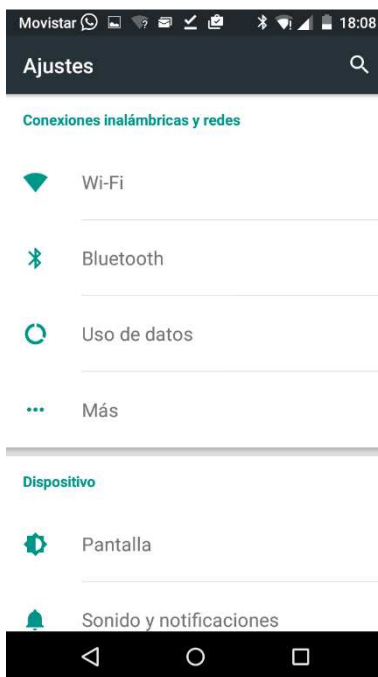 Movistar 18:08
Ajustes
Conexiones inalámbricas y redes
Wi-Fi
Bluetooth
Uso de datos
Más
Dispositivo
Pantalla
Sonido y notificaciones